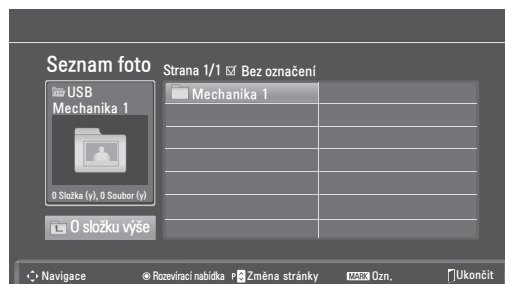 Seznam foto
Strana 1/1 ☑ Bez označení
USB
Mechanika 1
0 Složka (y), 0 Soubor (y)
O složku výše
Mechanika 1
Navigace
Rozevírací nabídka
P Změna stránky
MARK Ozn.
Ukončit